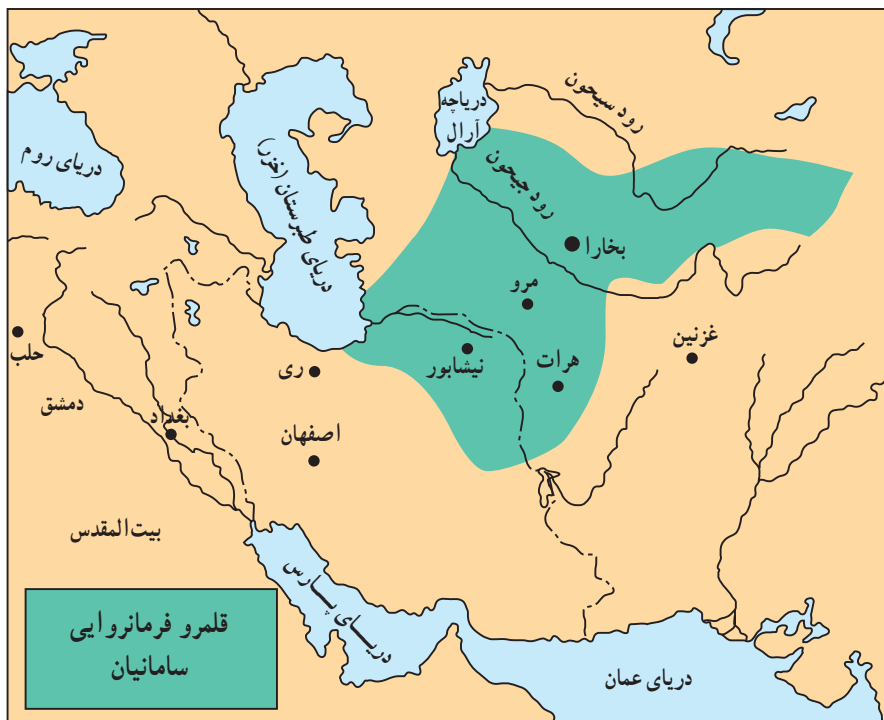 دریاچه
آرال
رود سیحون
دریای روم
دریای طبرستان (خزر)
رود جیحون
بخارا
مرو
غزنین
حلب
ری
نیشابور
هرات
دمشق
بغداد
اصفهان
بیت‌المقدس
دریای پارس
دریای عمان
قلمرو فرمانروایی
سامانیان